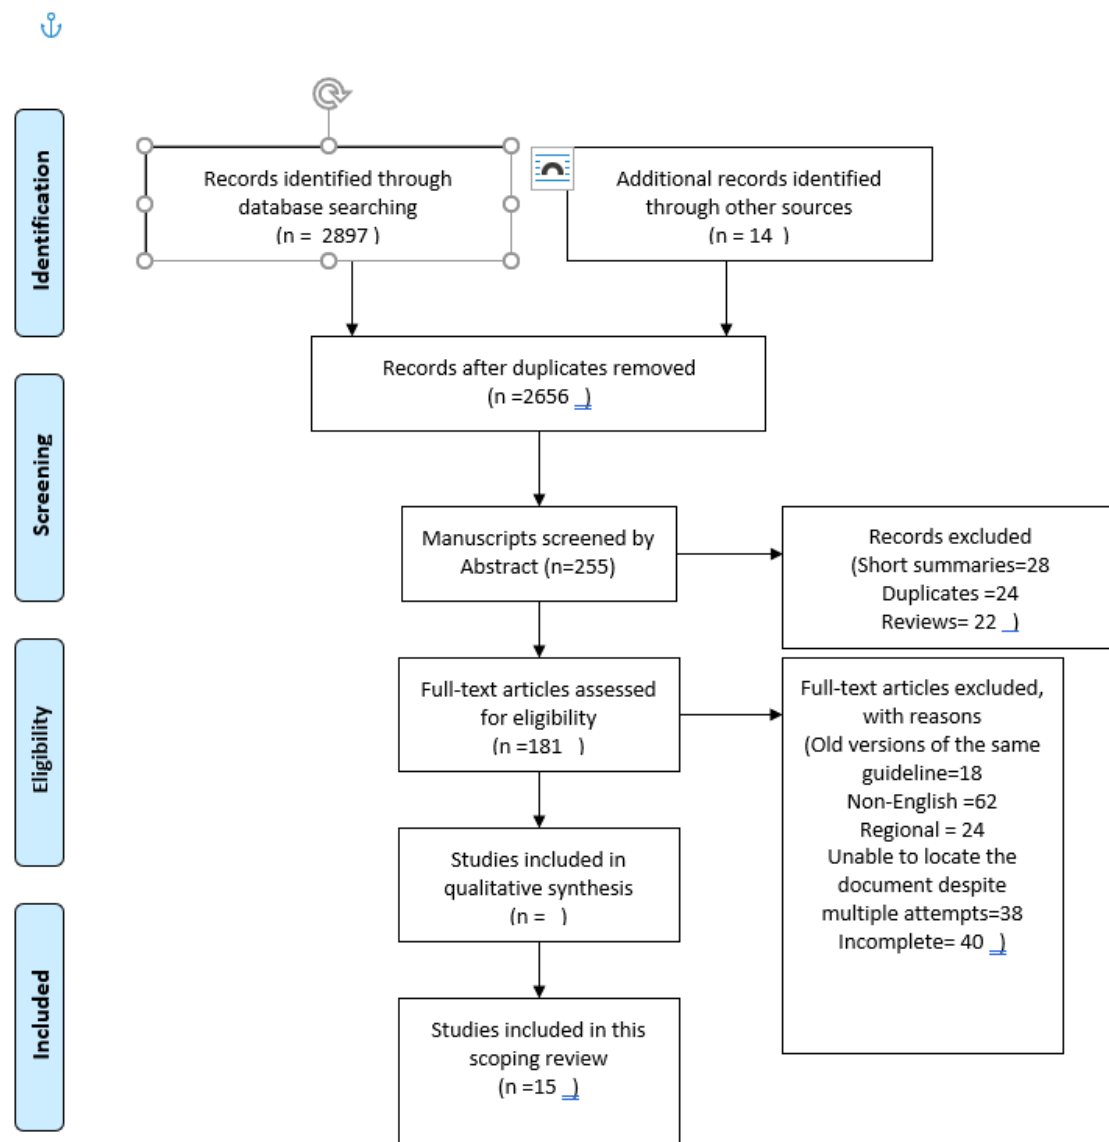 Identification
Records identified through
database searching
(n =  2897 )
Additional records identified
through other sources
(n = 14  )
Records after duplicates removed
(n =2656  )
Screening
Manuscripts screened by
Abstract (n=255)
Records excluded
(Short summaries=28
Duplicates =24
Reviews= 22  )
Eligibility
Full-text articles assessed
for eligibility
(n =181   )
Full-text articles excluded,
with reasons
(Old versions of the same
guideline=18
Non-English =62
Regional = 24
Unable to locate the
document despite
multiple attempts=38
Incomplete= 40  )
Studies included in
qualitative synthesis
(n =   )
Included
Studies included in this
scoping review
(n =15  )